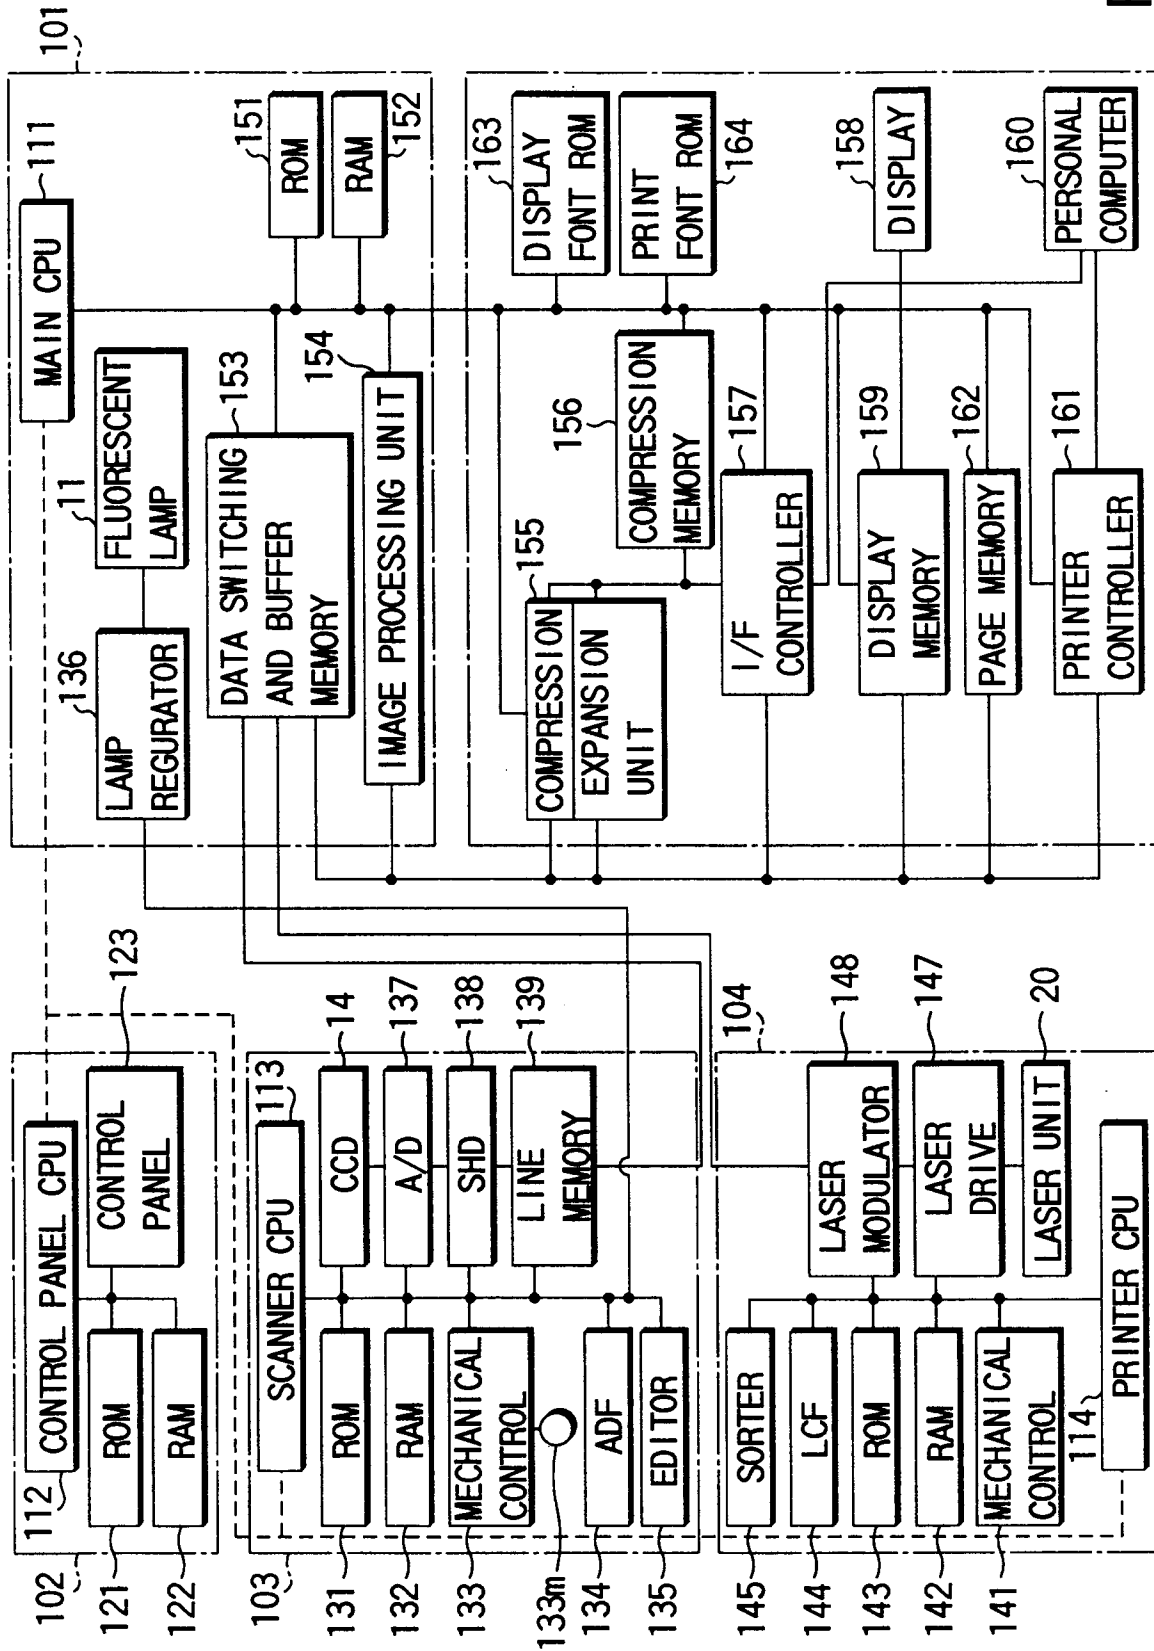 102
112
CONTROL PANEL CPU
121
ROM
122
RAM
CONTROL
PANEL
123
103
SCANNER CPU
113
131
ROM
132
RAM
133
MECHANICAL
CONTROL
133m
134
ADF
135
EDITOR
CCD
14
A/D
137
SHD
138
LINE
MEMORY
139
104
145
SORTER
144
LCF
143
ROM
142
RAM
141
MECHANICAL
CONTROL
LASER
MODULATOR
148
LASER
DRIVE
147
LASER UNIT
20
114
PRINTER CPU
101
MAIN CPU
111
136
LAMP
REGURATOR
11
FLUORESCENT
LAMP
DATA SWITCHING
AND BUFFER
MEMORY
153
IMAGE PROCESSING UNIT
154
ROM
151
RAM
152
COMPRESSION
EXPANSION
UNIT
155
COMPRESSION
MEMORY
156
DISPLAY
FONT ROM
163
PRINT
FONT ROM
164
I/F
CONTROLLER
157
DISPLAY
MEMORY
159
DISPLAY
158
PAGE MEMORY
162
PRINTER
CONTROLLER
161
PERSONAL
COMPUTER
160